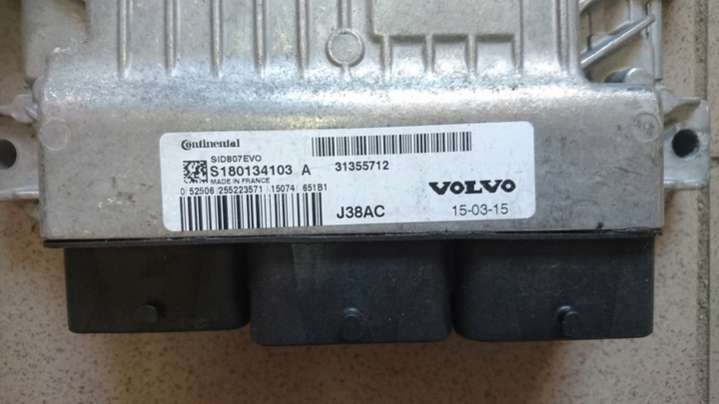 Continental
SID807EVO
S180134103 A
MADE IN FRANCE
31355712
0 52506 255223571 15074 651B1
VOLVO
J38AC
15-03-15